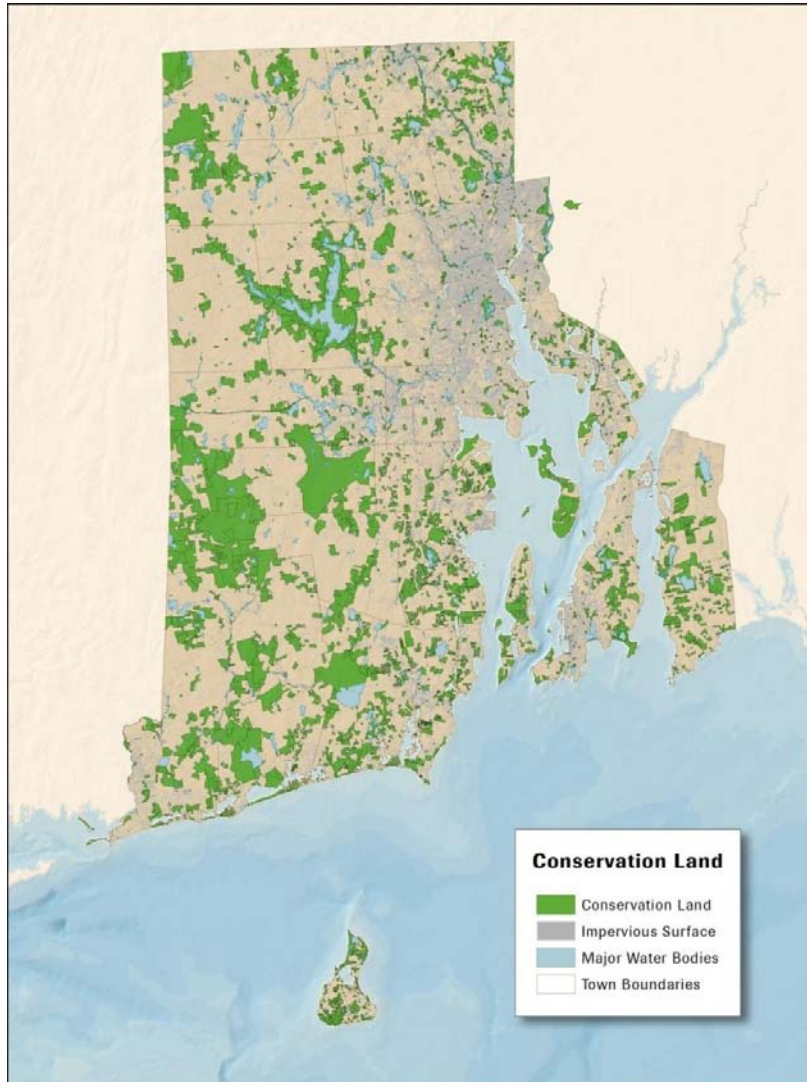 Conservation Land
Conservation Land
Impervious Surface
Major Water Bodies
Town Boundaries